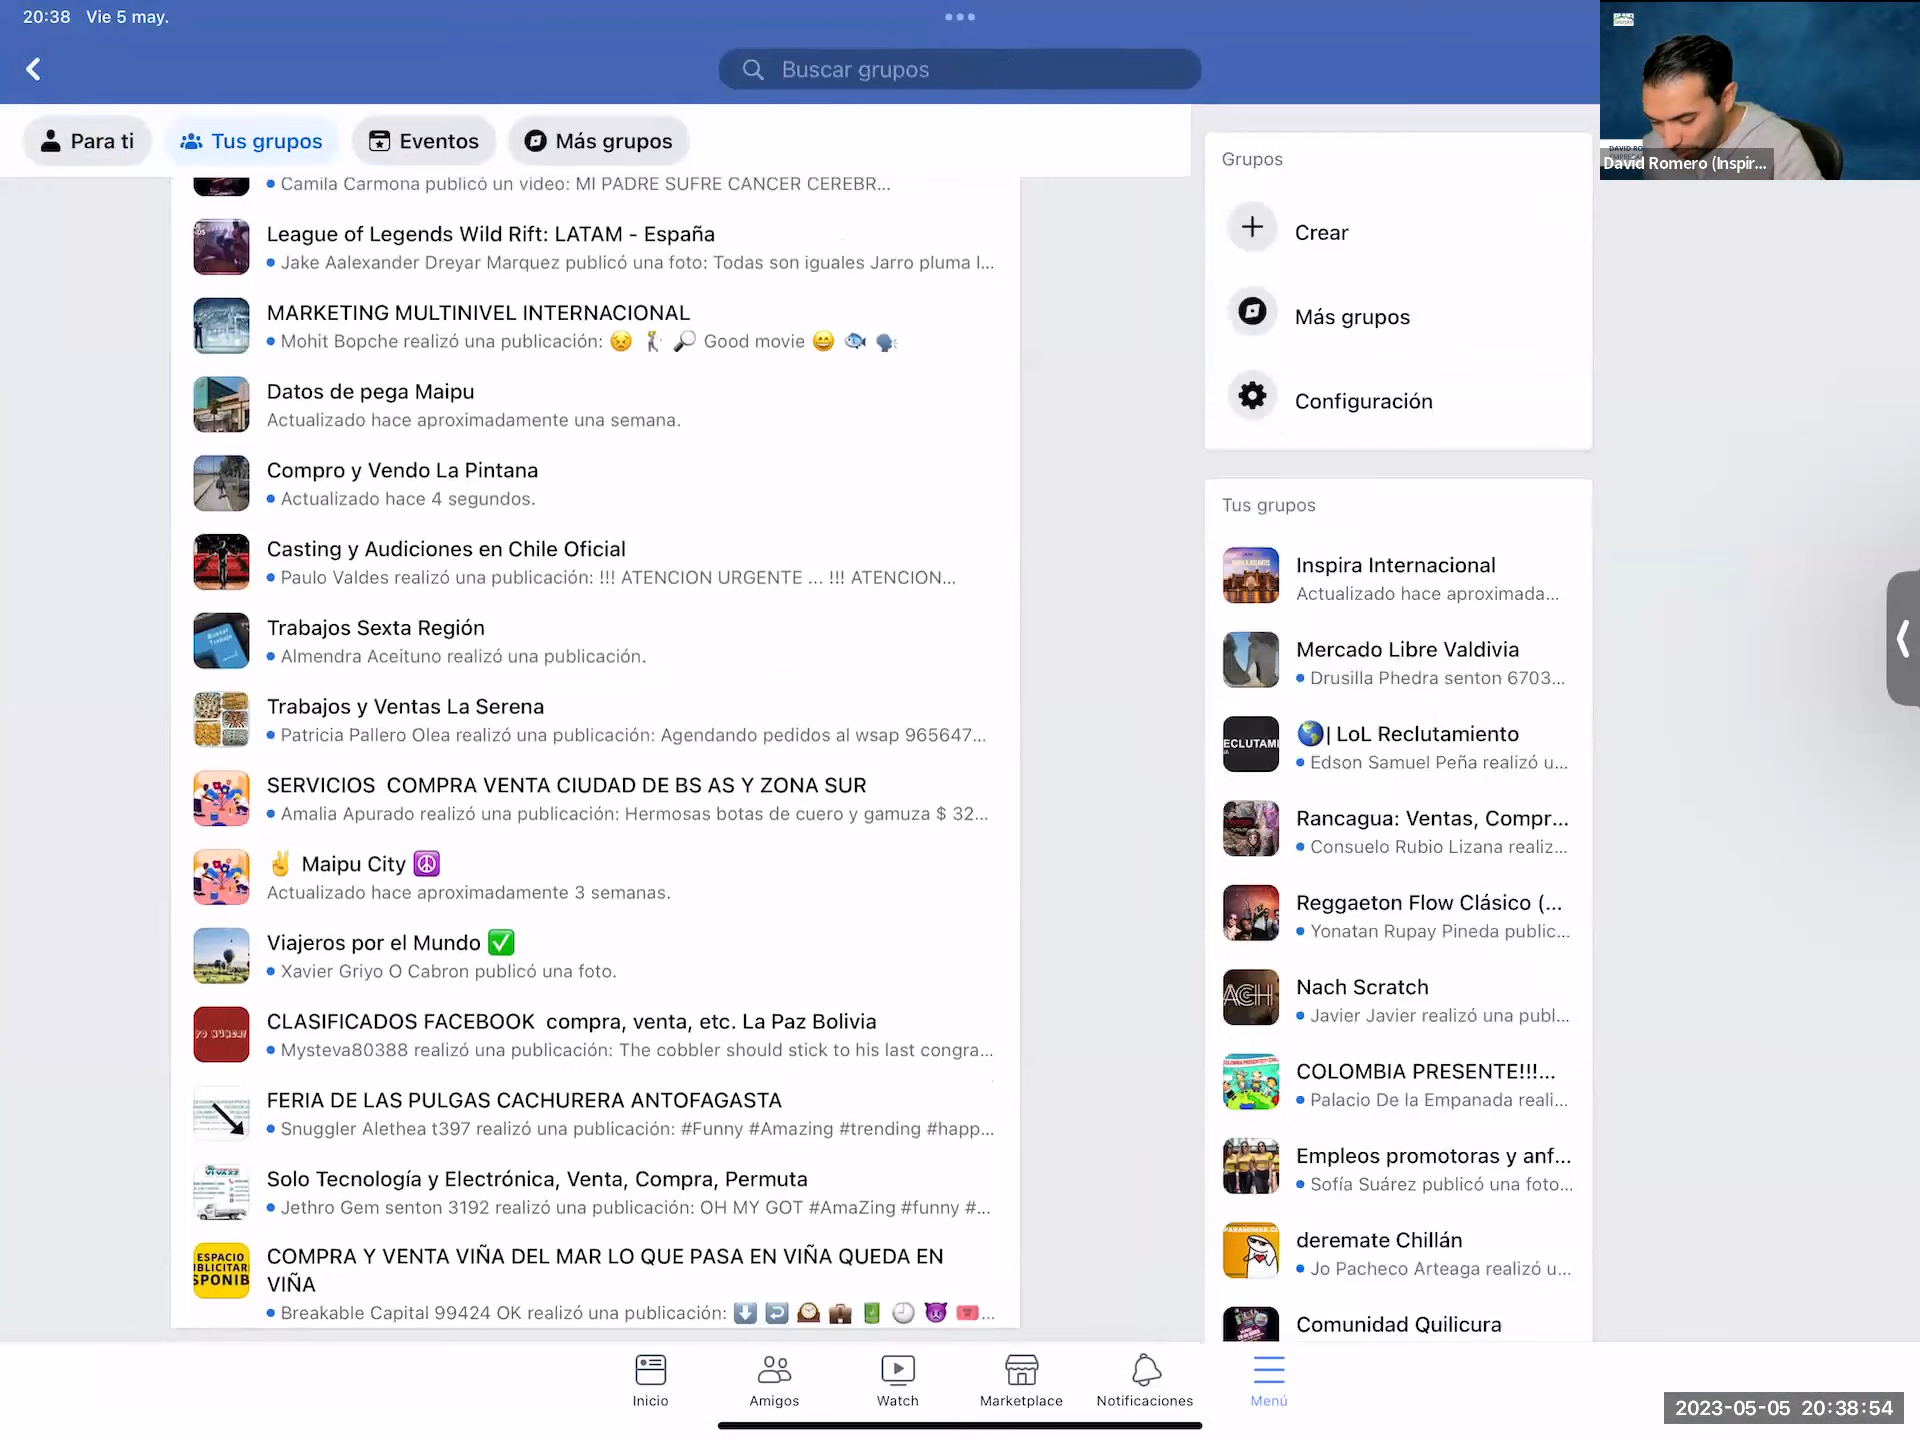 20:38 Vie 5 may.
Buscar grupos
Para ti
Tus grupos
Eventos
Más grupos
Camila Carmona publicó un video: MI PADRE SUFRE CANCER CEREBR...
League of Legends Wild Rift: LATAM - España
Jake Aalexander Dreyar Marquez publicó una foto: Todas son iguales Jarro pluma l...
MARKETING MULTINIVEL INTERNACIONAL
Mohit Bopche realizó una publicación: 😣 🏌 🔎 Good movie 😄 🐟 🗣
Datos de pega Maipu
Actualizado hace aproximadamente una semana.
Compro y Vendo La Pintana
Actualizado hace 4 segundos.
Casting y Audiciones en Chile Oficial
Paulo Valdes realizó una publicación: !!! ATENCION URGENTE ... !!! ATENCION...
Trabajos Sexta Región
Almendra Aceituno realizó una publicación.
Trabajos y Ventas La Serena
Patricia Pallero Olea realizó una publicación: Agendando pedidos al wsap 965647...
SERVICIOS COMPRA VENTA CIUDAD DE BS AS Y ZONA SUR
Amalia Apurado realizó una publicación: Hermosas botas de cuero y gamuza $ 32...
✌ Maipu City ☮
Actualizado hace aproximadamente 3 semanas.
Viajeros por el Mundo ✅
Xavier Griyo O Cabron publicó una foto.
CLASIFICADOS FACEBOOK compra, venta, etc. La Paz Bolivia
Mysteva80388 realizó una publicación: The cobbler should stick to his last congra...
FERIA DE LAS PULGAS CACHURERA ANTOFAGASTA
Snuggler Alethea t397 realizó una publicación: #Funny #Amazing #trending #happ...
Solo Tecnología y Electrónica, Venta, Compra, Permuta
Jethro Gem senton 3192 realizó una publicación: OH MY GOT #AmaZing #funny #...
ESPACIO
BLICITAR
SPONIB
COMPRA Y VENTA VIÑA DEL MAR LO QUE PASA EN VIÑA QUEDA EN
VIÑA
Breakable Capital 99424 OK realizó una publicación: ⬇ ↩ 🕰 💼 🔋 🕘 😈 🎟...
Grupos
Crear
Más grupos
Configuración
Tus grupos
Inspira Internacional
Actualizado hace aproximada...
Mercado Libre Valdivia
Drusilla Phedra senton 6703...
ECLUTAMI
🌎| LoL Reclutamiento
Edson Samuel Peña realizó u...
Rancagua: Ventas, Compr...
Consuelo Rubio Lizana realiz...
Reggaeton Flow Clásico (...
Yonatan Rupay Pineda public...
ACH
Nach Scratch
Javier Javier realizó una publ...
COLOMBIA PRESENTE!!!...
Palacio De la Empanada reali...
Empleos promotoras y anf...
Sofía Suárez publicó una foto...
deremate Chillán
Jo Pacheco Arteaga realizó u...
Comunidad Quilicura
DAVID RO
David Romero (Inspir...
Inicio
Amigos
Watch
Marketplace
Notificaciones
Menú
2023-05-05 20:38:54